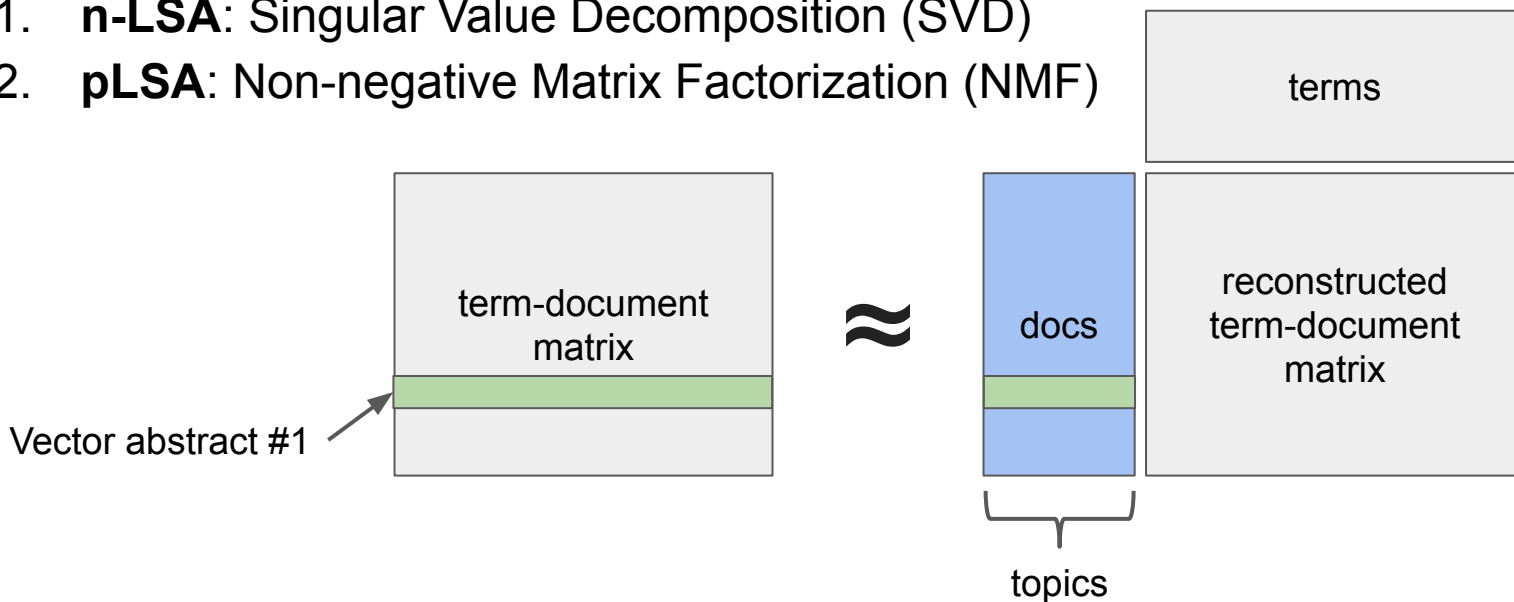 1. n-LSA: Singular Value Decomposition (SVD)
2. pLSA: Non-negative Matrix Factorization (NMF)
terms
term-document
matrix
≈
docs
reconstructed
term-document
matrix
Vector abstract #1
topics